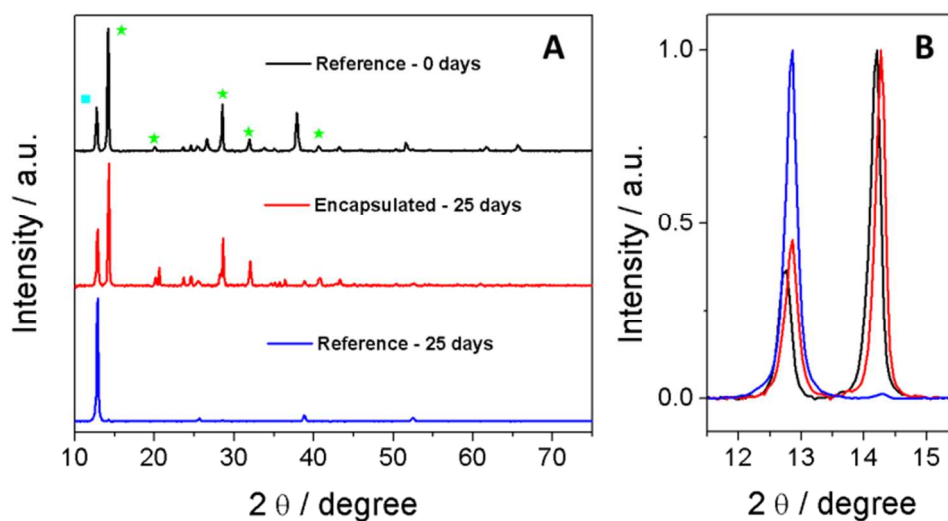 A
Reference - 0 days
Encapsulated - 25 days
Reference - 25 days
Intensity / a.u.
10 20 30 40 50 60 70
2 θ / degree
B
1.0
0.5
0.0
Intensity / a.u.
12 13 14 15
2 θ / degree